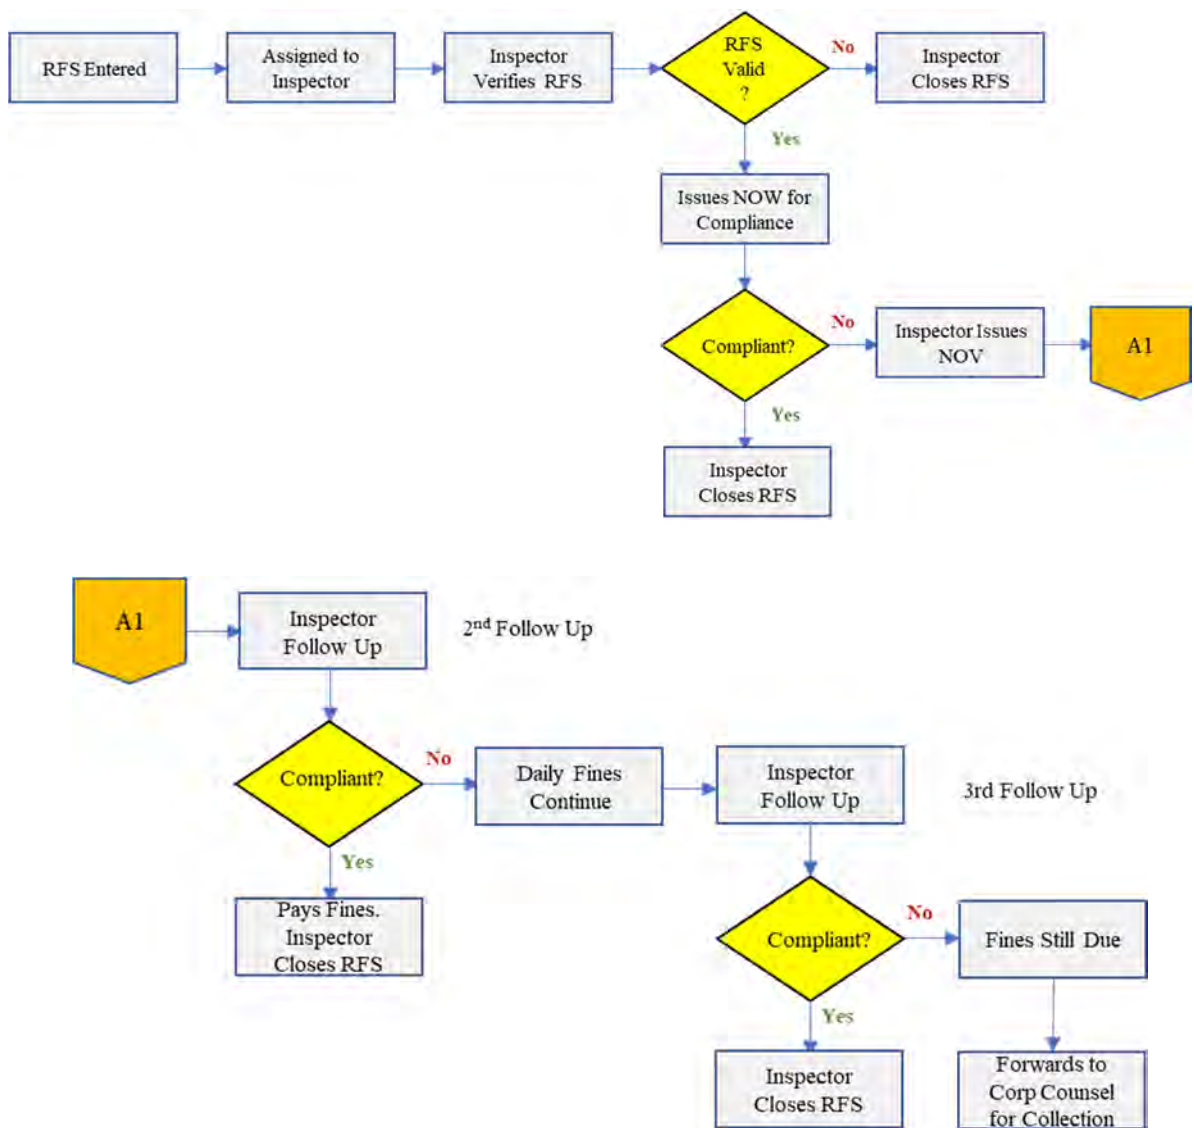 RFS Entered
Assigned to
Inspector
Inspector
Verifies RFS
RFS
Valid
?
No
Inspector
Closes RFS
Yes
Issues NOW for
Compliance
Compliant?
No
Inspector Issues
NOV
A1
Yes
Inspector
Closes RFS
A1
Inspector
Follow Up
2nd Follow Up
Compliant?
No
Daily Fines
Continue
Inspector
Follow Up
3rd Follow Up
Yes
Pays Fines.
Inspector
Closes RFS
Compliant?
No
Fines Still Due
Yes
Inspector
Closes RFS
Forwards to
Corp Counsel
for Collection